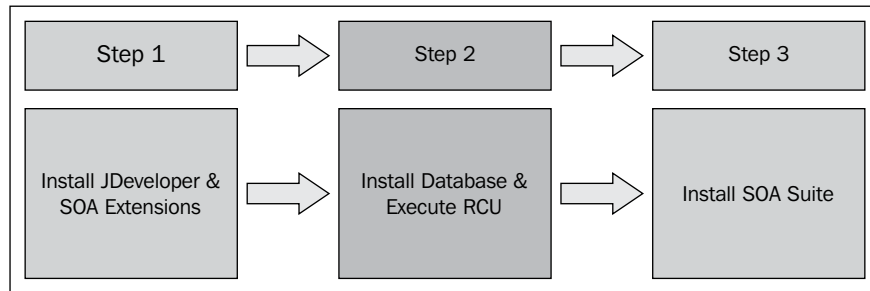 Step 1
Step 2
Step 3
Install JDeveloper &
SOA Extensions
Install Database &
Execute RCU
Install SOA Suite